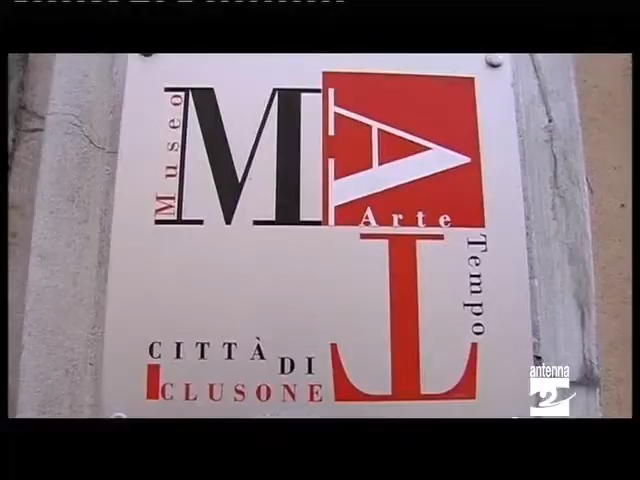 Museo
M
A
Arte
T
Tempo
CITTÀ DI
CLUSONE
antenna
2